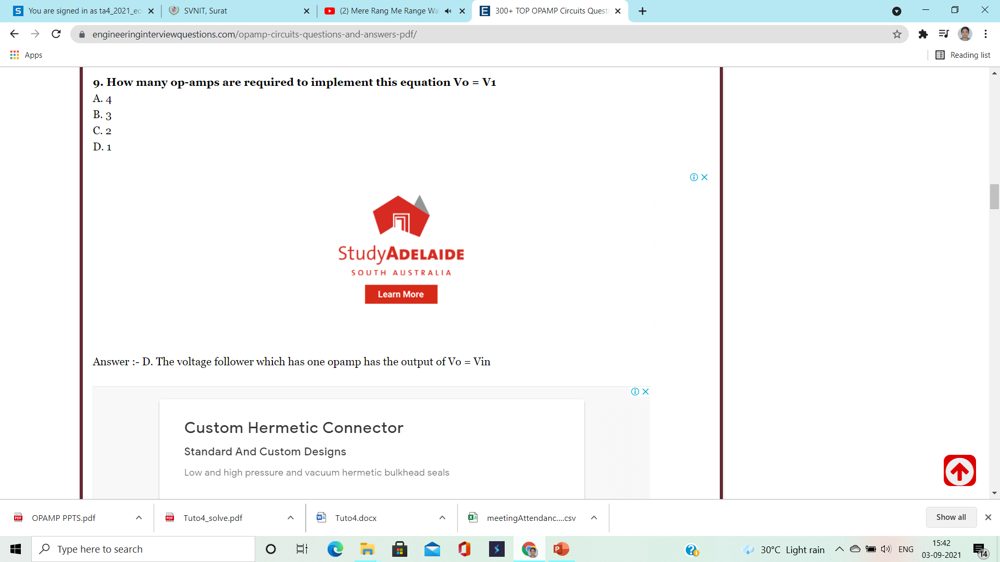 You are signed in as ta4_2021_ec
SVNIT, Surat
(2) Mere Rang Me Range Wa
300+ TOP OPAMP Circuits Quest
engineeringinterviewquestions.com/opamp-circuits-questions-and-answers-pdf/
Apps
Reading list
9. How many op-amps are required to implement this equation Vo = V1
A. 4
B. 3
C. 2
D. 1
StudyADELAIDE
SOUTH AUSTRALIA
Learn More
Answer :- D. The voltage follower which has one opamp has the output of Vo = Vin
Custom Hermetic Connector
Standard And Custom Designs
Low and high pressure and vacuum hermetic bulkhead seals
OPAMP PPTS.pdf
Tuto4_solve.pdf
Tuto4.docx
meetingAttendanc....csv
Show all
Type here to search
30°C Light rain
ENG
15:42
03-09-2021
14